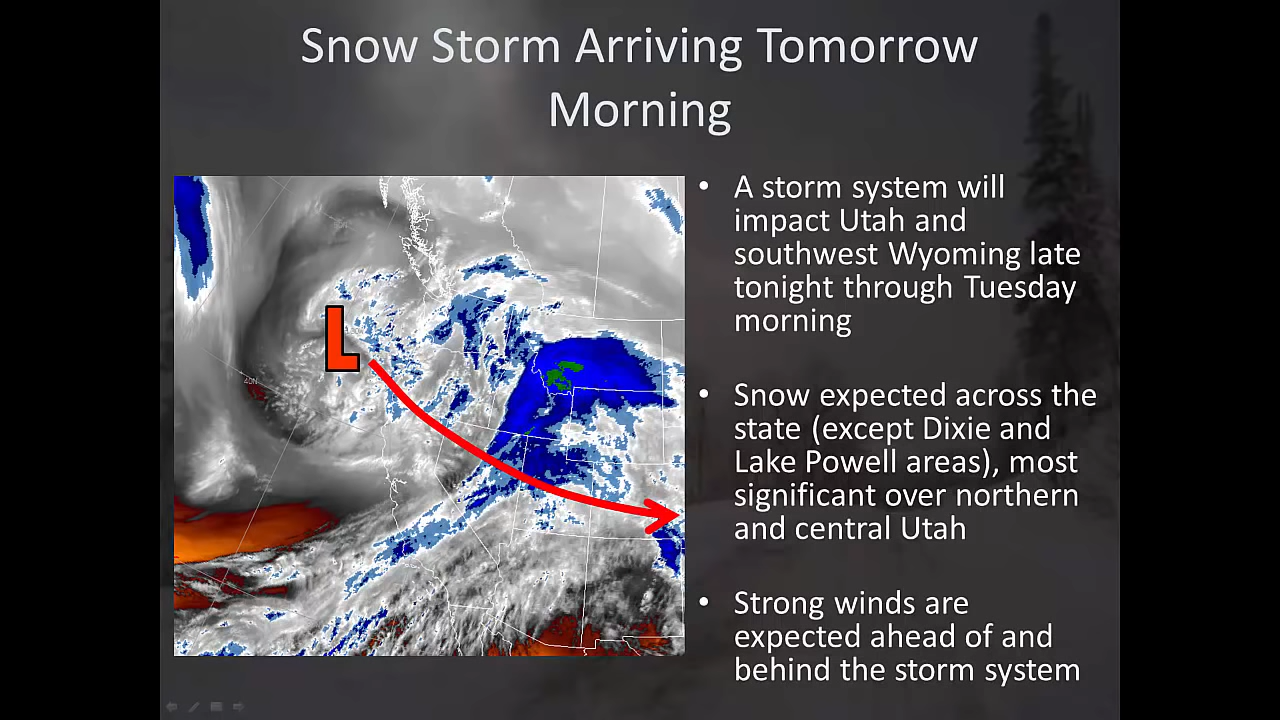 Snow Storm Arriving Tomorrow
Morning
• A storm system will
impact Utah and
southwest Wyoming late
tonight through Tuesday
morning
• Snow expected across the
state (except Dixie and
Lake Powell areas), most
significant over northern
and central Utah
• Strong winds are
expected ahead of and
behind the storm system
L
40N